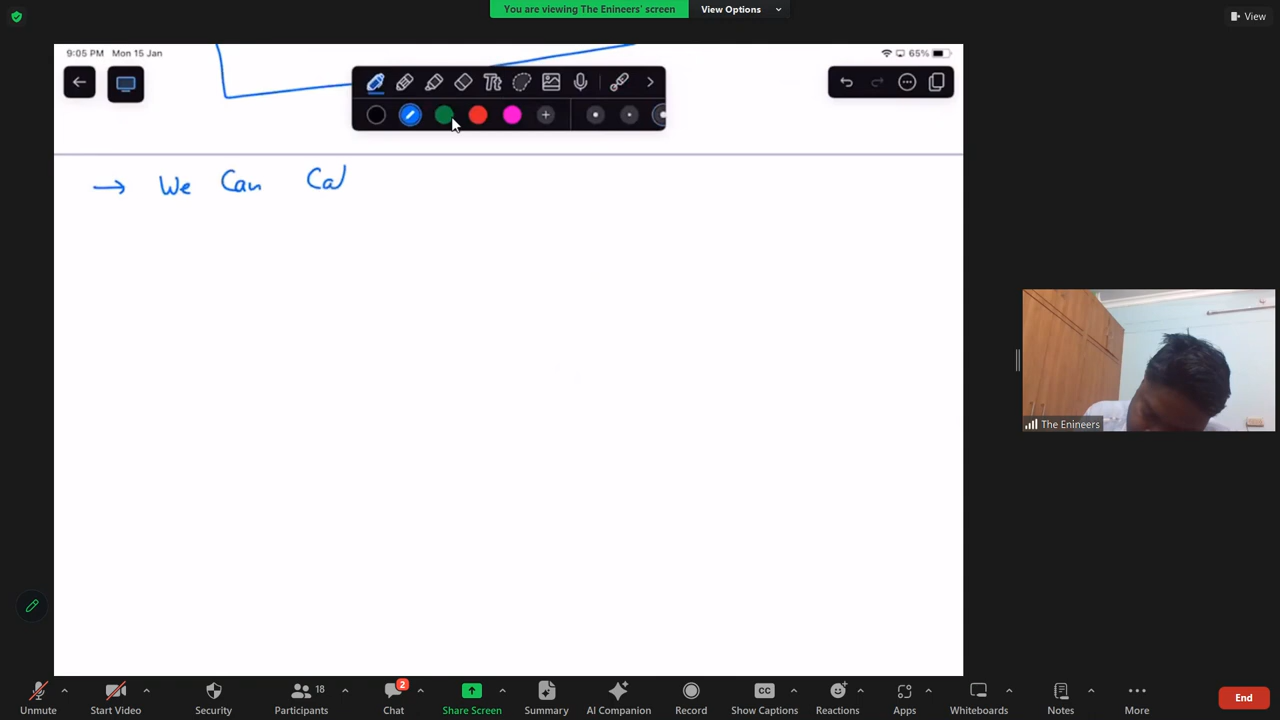 You are viewing The Enineers' screen
View Options
View
9:05 PM Mon 15 Jan
65%
Tt
→ We Can Cal
The Enineers
2
18
Unmute
Start Video
Security
Participants
Chat
Share Screen
Summary
AI Companion
Record
CC
Show Captions
Reactions
Apps
Whiteboards
Notes
More
End